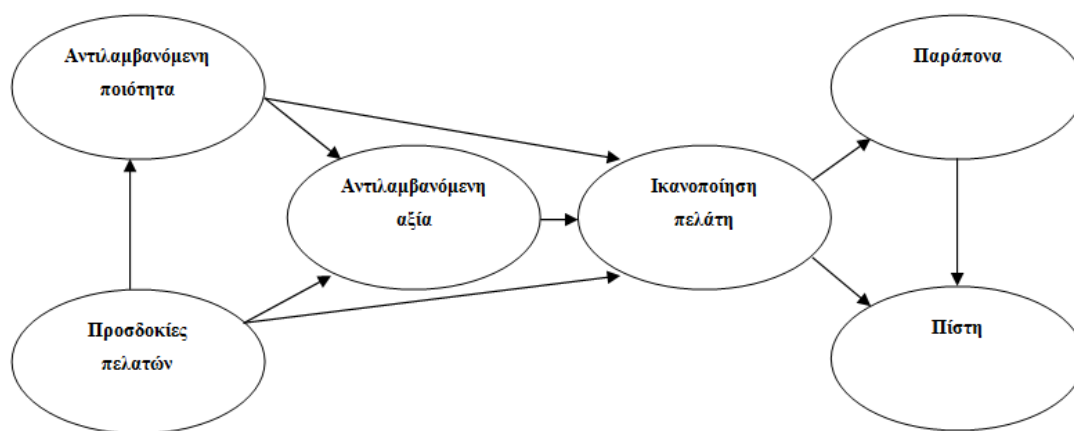 Αντιλαμβανόμενη
ποιότητα
Παράπονα
Αντιλαμβανόμενη
αξία
Ικανοποίηση
πελάτη
Προσδοκίες
πελατών
Πίστη